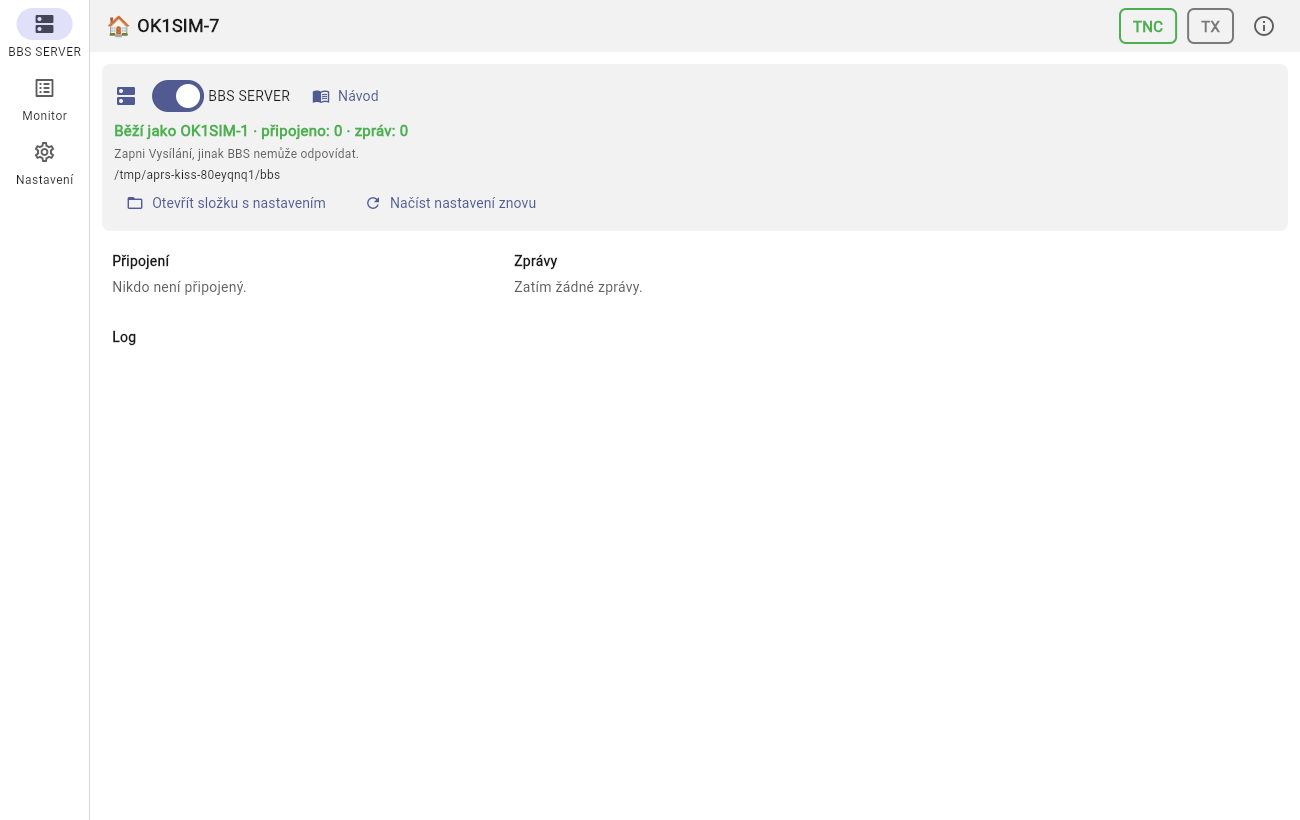 BBS SERVER
Monitor
Nastavení
OK1SIM-7
TNC
TX
BBS SERVER
Návod
Běží jako OK1SIM-1 · připojeno: 0 · zpráv: 0
Zapni Vysílání, jinak BBS nemůže odpovídat.
/tmp/aprs-kiss-80eyqnq1/bbs
Otevřít složku s nastavením
Načíst nastavení znovu
Připojení
Nikdo není připojený.
Zprávy
Zatím žádné zprávy.
Log